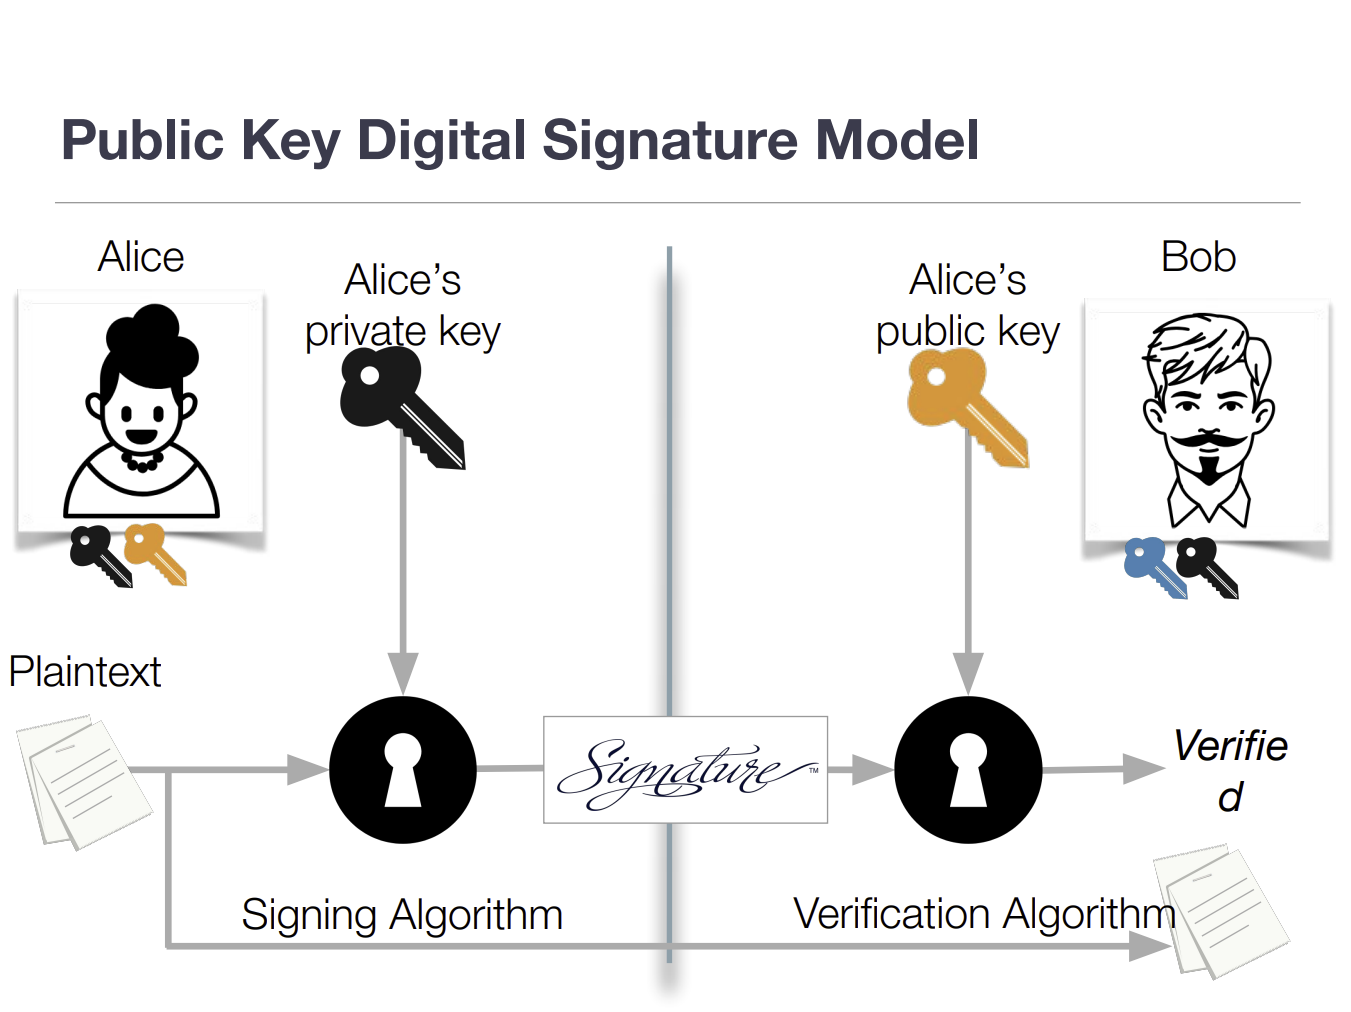 Public Key Digital Signature Model
Alice
Alice's
private key
Alice's
public key
Bob
Plaintext
Signature™
Verifie
d
Signing Algorithm
Verification Algorithm